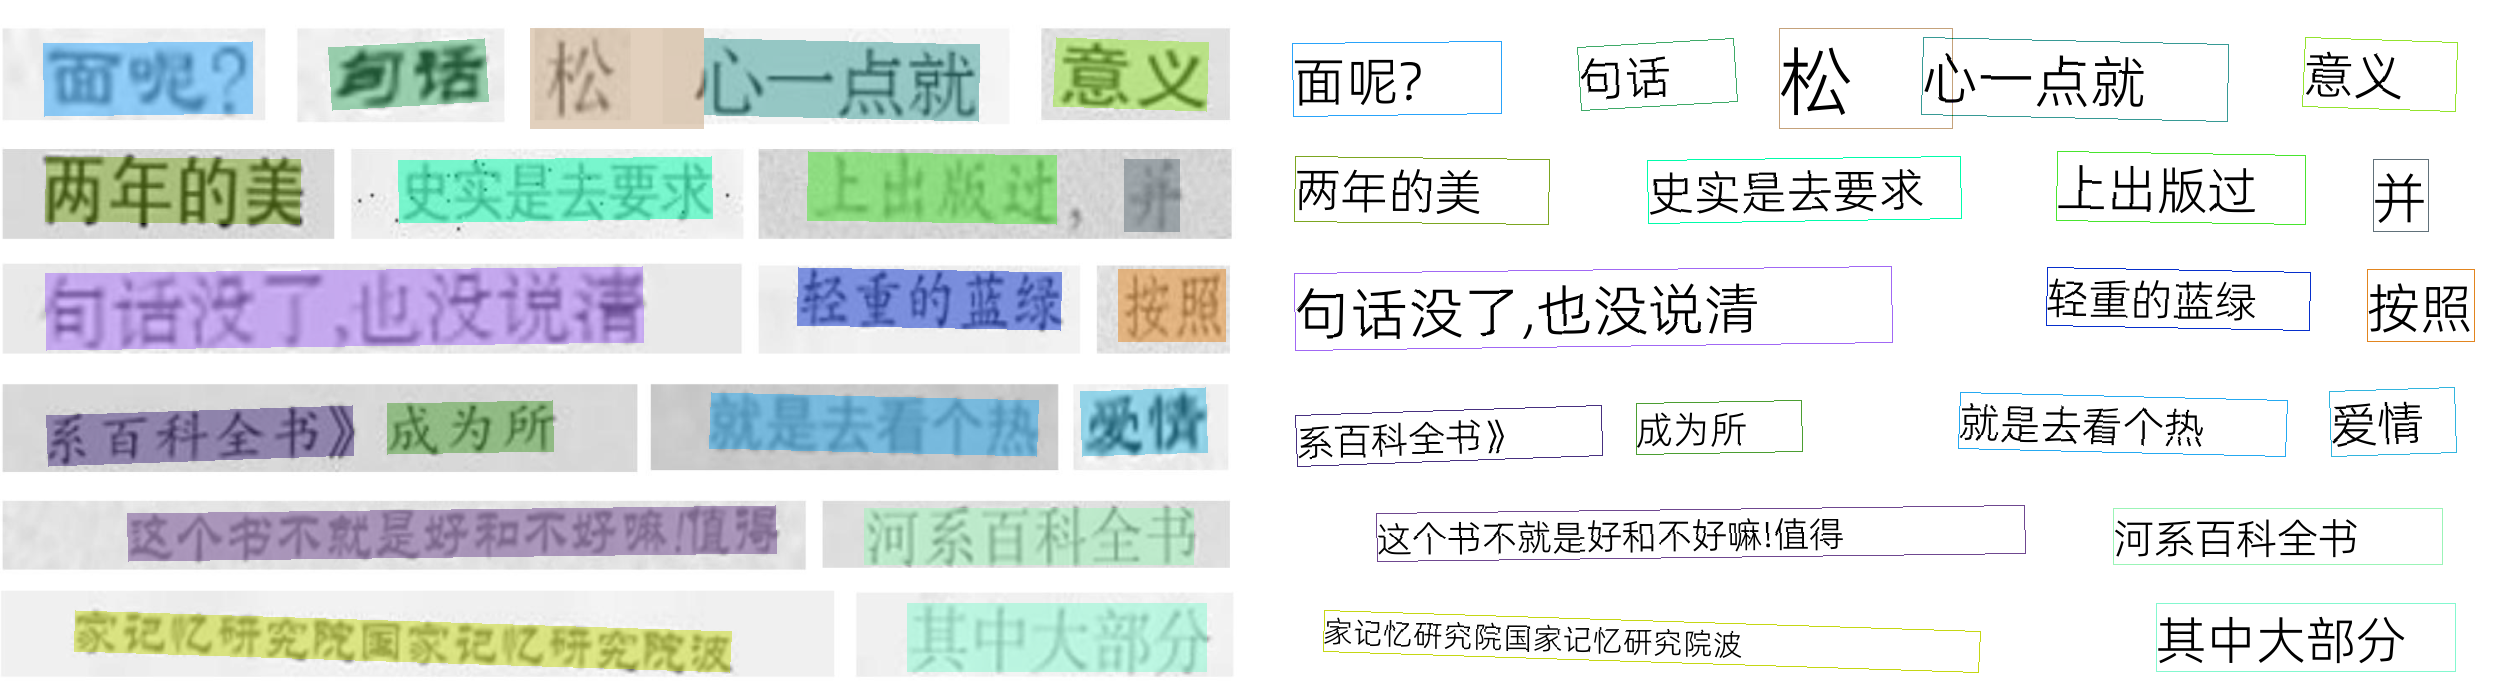 面呢? 句话 松 心一点就 意义 面呢? 句话 松 心一点就 意义
两年的美 史实是去要求 上出版过, 并 两年的美 史实是去要求 上出版过 并
句话没了,也没说清 轻重的蓝绿 按照 句话没了,也没说清 轻重的蓝绿 按照
系百科全书》 成为所 就是去看个热 爱情 系百科全书》 成为所 就是去看个热 爱情
这个书不就是好和不好嘛!值得 河系百科全书 这个书不就是好和不好嘛!值得 河系百科全书
家记忆研究院国家记忆研究院波 其中大部分 家记忆研究院国家记忆研究院波 其中大部分